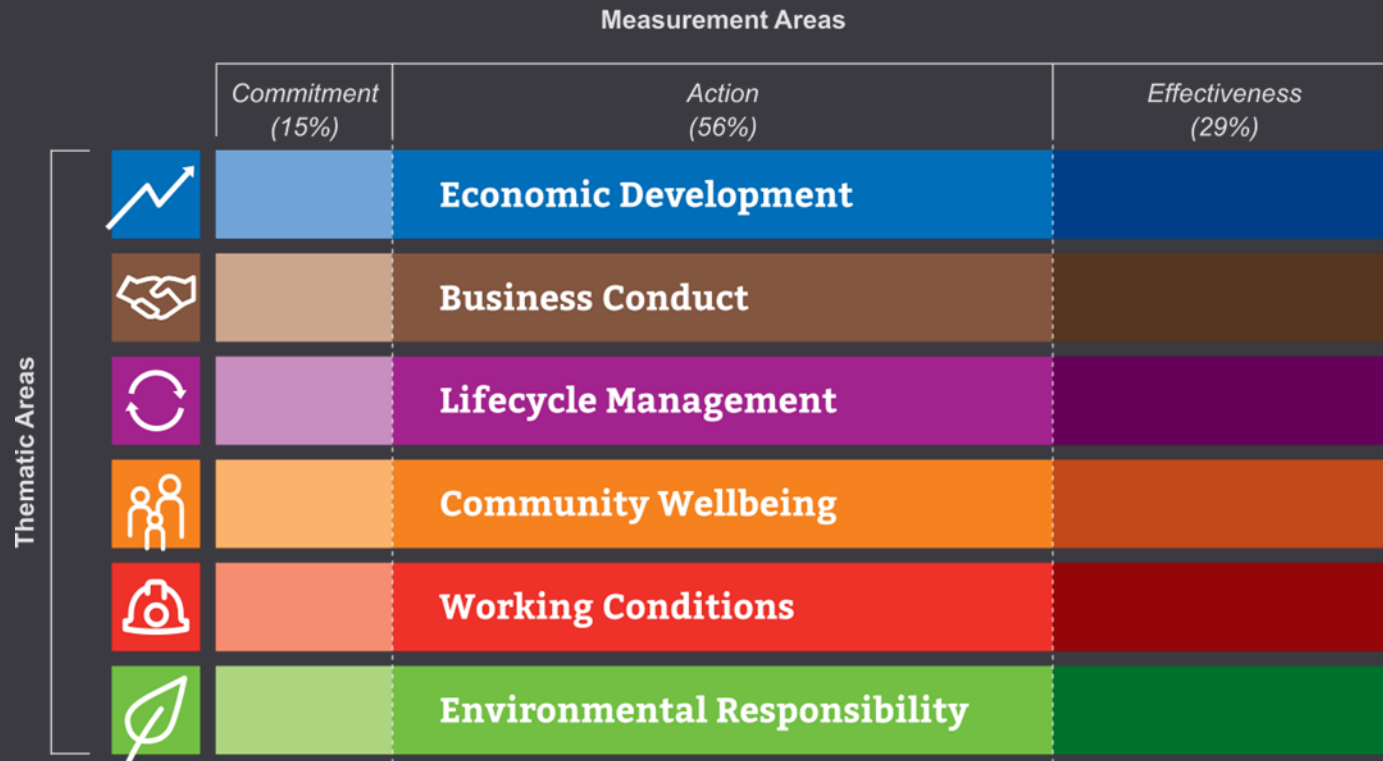 Measurement Areas
Commitment
(15%)
Action
(56%)
Effectiveness
(29%)
Thematic Areas
Economic Development
Business Conduct
Lifecycle Management
Community Wellbeing
Working Conditions
Environmental Responsibility